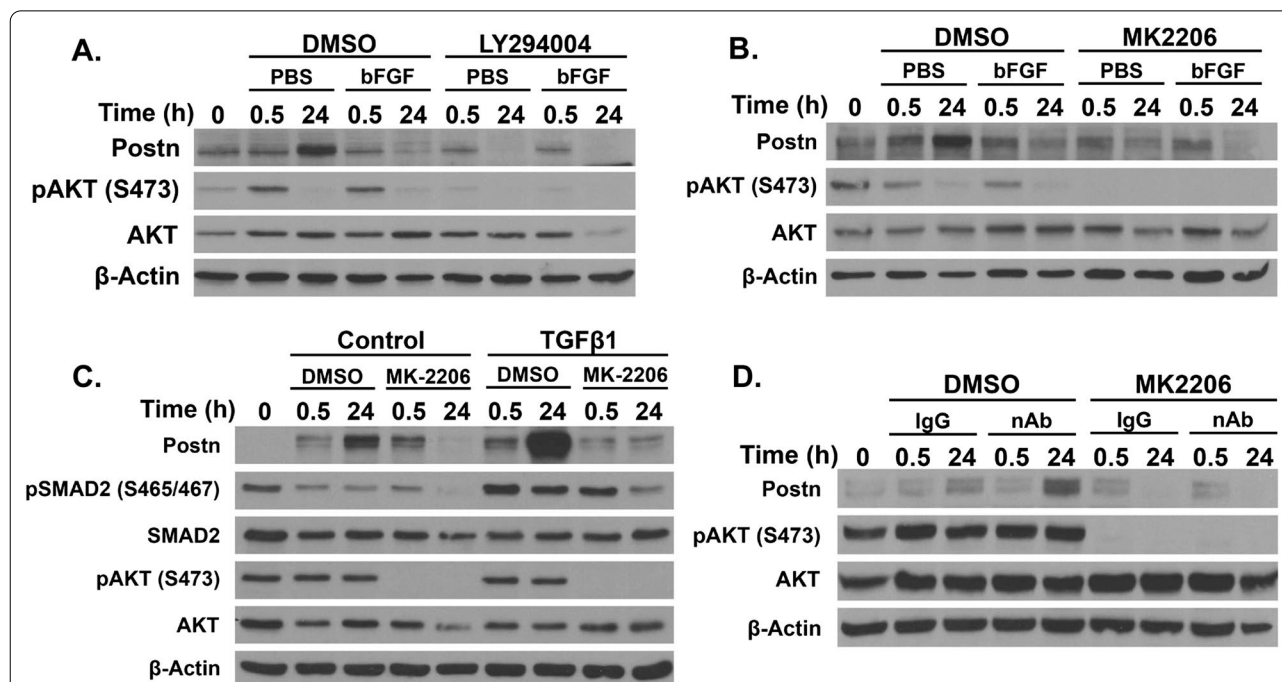 A.
DMSO LY294004
PBS bFGF PBS bFGF
Time (h) 0 0.5 24 0.5 24 0.5 24 0.5 24
Postn
pAKT (S473)
AKT
β-Actin
B.
DMSO MK2206
PBS bFGF PBS bFGF
Time (h) 0 0.5 24 0.5 24 0.5 24 0.5 24
Postn
pAKT (S473)
AKT
β-Actin
C.
Control TGFβ1
DMSO MK-2206 DMSO MK-2206
Time (h) 0 0.5 24 0.5 24 0.5 24 0.5 24
Postn
pSMAD2 (S465/467)
SMAD2
pAKT (S473)
AKT
β-Actin
D.
DMSO MK2206
IgG nAb IgG nAb
Time (h) 0 0.5 24 0.5 24 0.5 24 0.5 24
Postn
pAKT (S473)
AKT
β-Actin